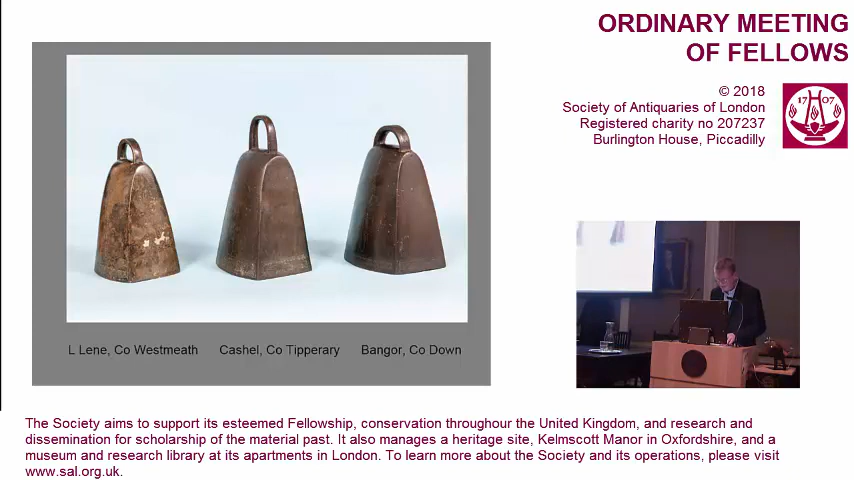 ORDINARY MEETING
OF FELLOWS
© 2018
Society of Antiquaries of London
Registered charity no 207237
Burlington House, Piccadilly
17 07
L Lene, Co Westmeath Cashel, Co Tipperary Bangor, Co Down
The Society aims to support its esteemed Fellowship, conservation throughour the United Kingdom, and research and
dissemination for scholarship of the material past. It also manages a heritage site, Kelmscott Manor in Oxfordshire, and a
museum and research library at its apartments in London. To learn more about the Society and its operations, please visit
www.sal.org.uk.